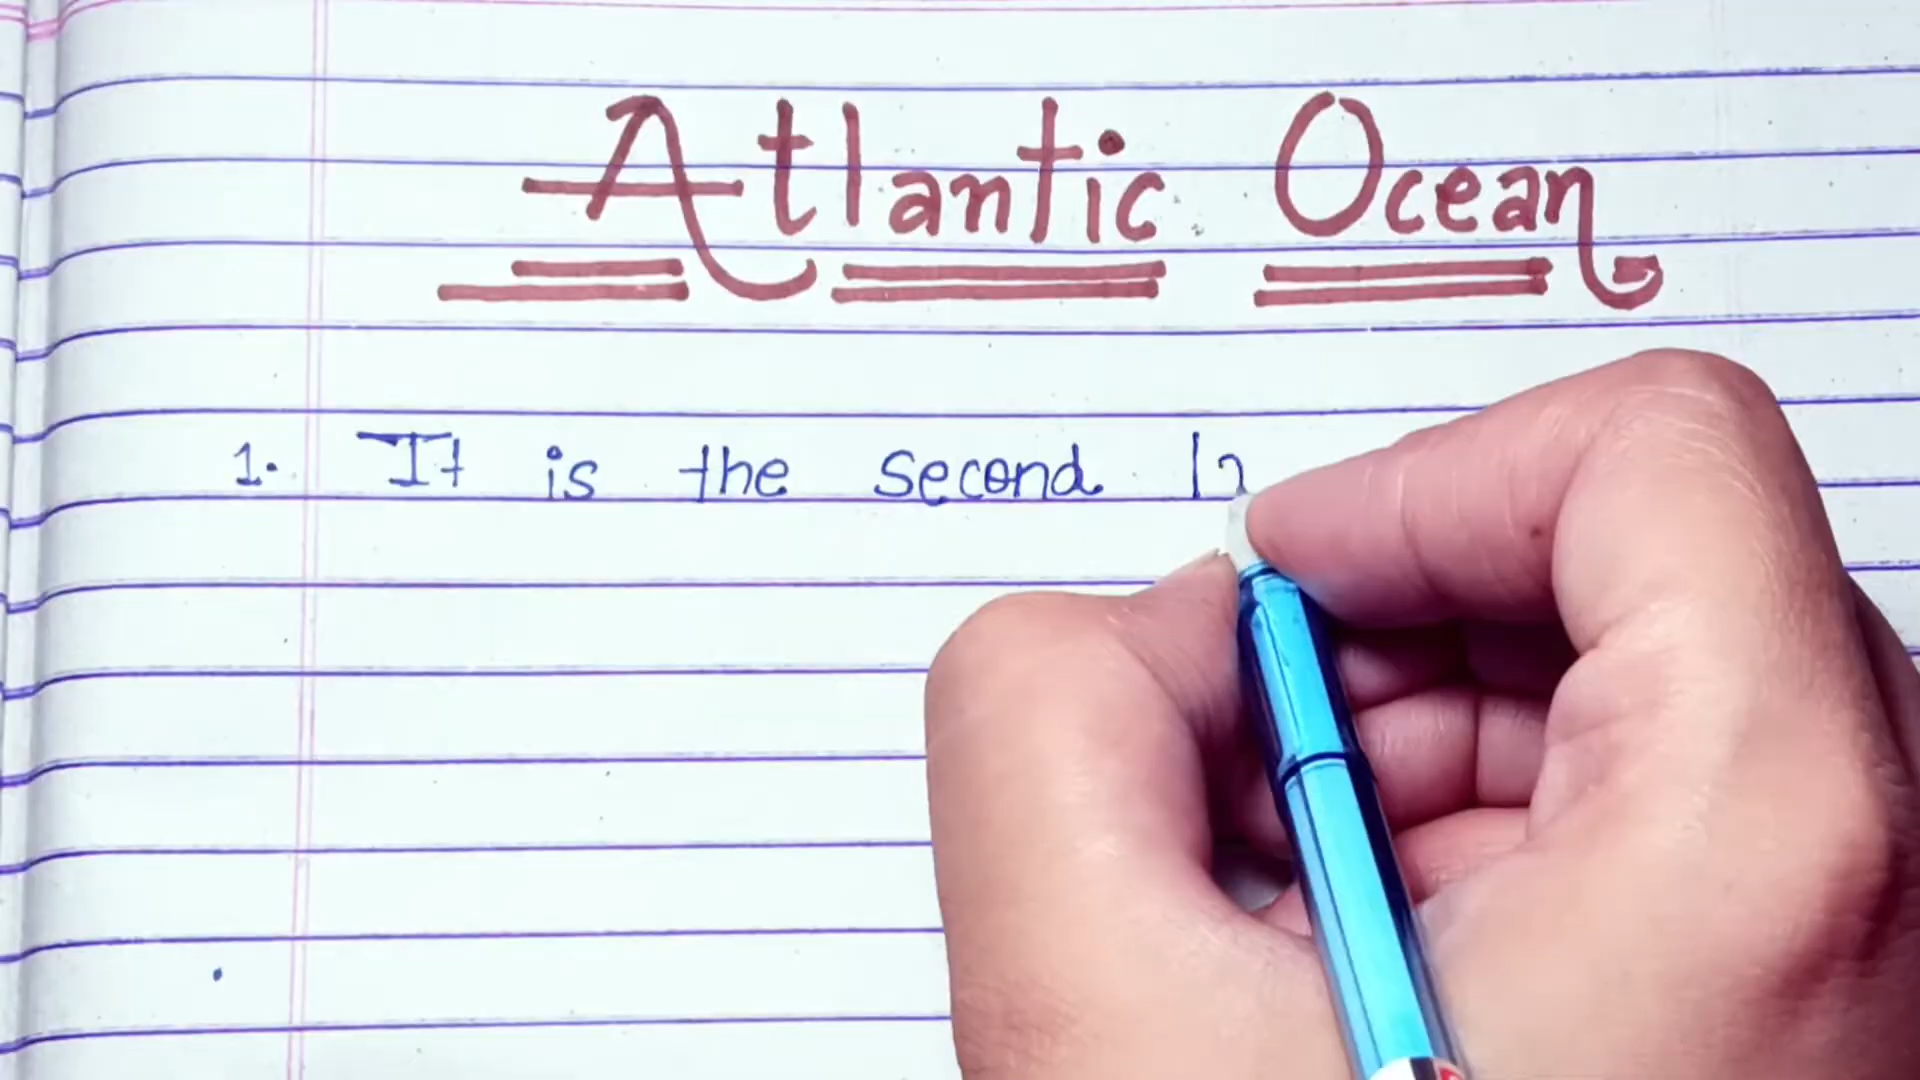 Atlantic Ocean
1. It is the second